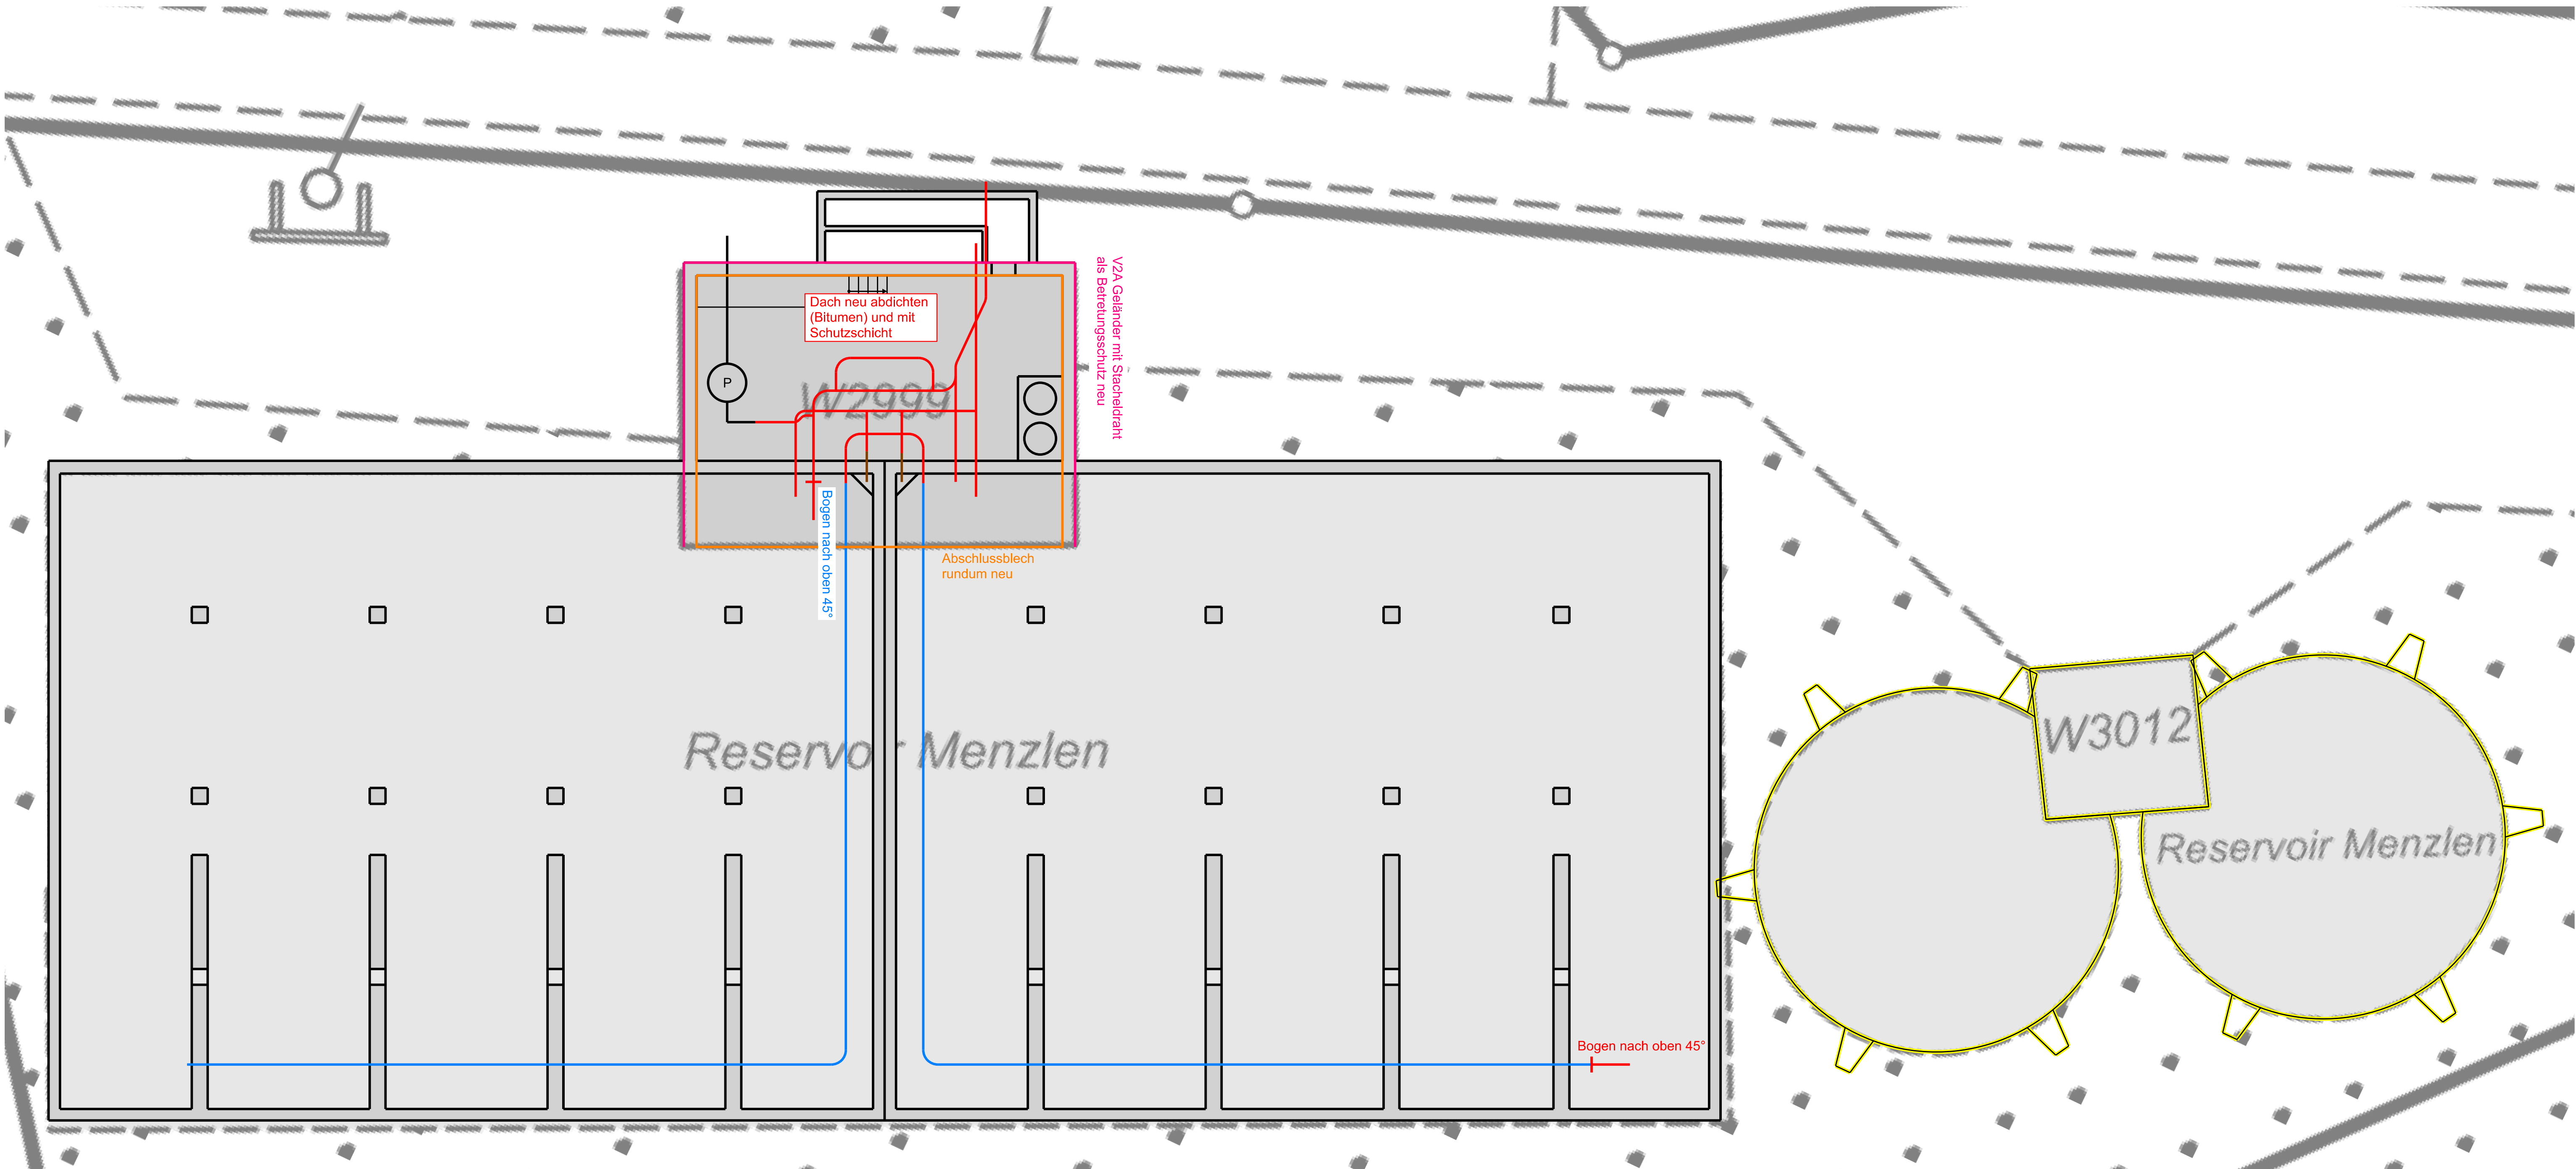 V2A Geländer mit Stacheldraht
als Betretungsschutz neu
Dach neu abdichten
(Bitumen) und mit
Schutzschicht
P
W2999
Bogen nach oben 45°
Abschlussblech
rundum neu
Reservoir Menzlen
W3012
Reservoir Menzlen
Bogen nach oben 45°